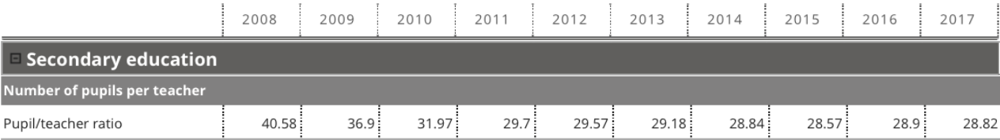 2008 2009 2010 2011 2012 2013 2014 2015 2016 2017
Secondary education
Number of pupils per teacher
Pupil/teacher ratio 40.58 36.9 31.97 29.7 29.57 29.18 28.84 28.57 28.9 28.82